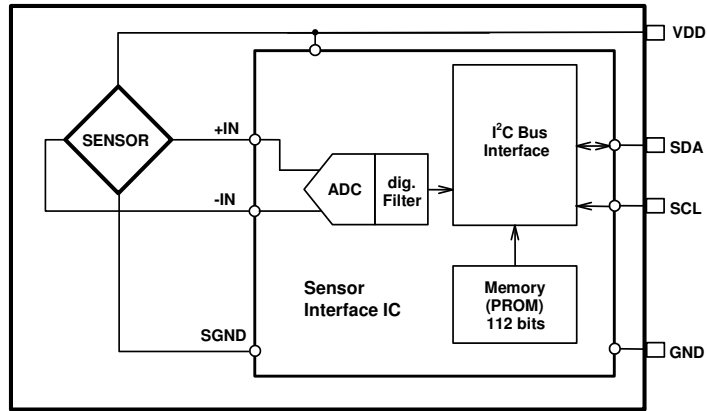 VDD
SENSOR
+IN
-IN
ADC
dig.
Filter
I²C Bus
Interface
SDA
SCL
Sensor
Interface IC
Memory
(PROM)
112 bits
SGND
GND